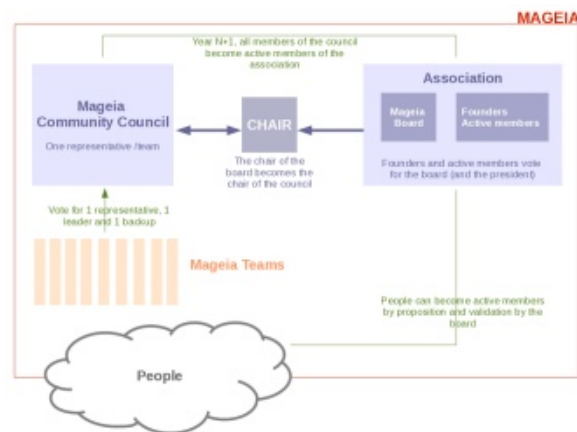 MAGEIA
Year N+1, all members of the council
become active members of the
association
Mageia
Community Council
One representative /team
CHAIR
The chair of the
board becomes the
chair of the council
Association
Mageia
Board
Founders
Active members
Founders and active members vote
for the board (and the president)
Vote for 1 representative, 1
leader and 1 backup
Mageia Teams
People can become active members
by proposition and validation by the
board
People